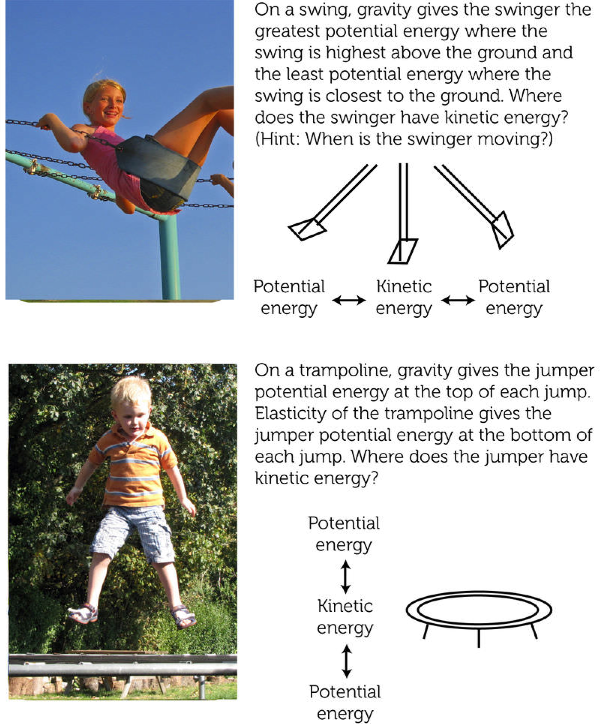 On a swing, gravity gives the swinger the
greatest potential energy where the
swing is highest above the ground and
the least potential energy where the
swing is closest to the ground. Where
does the swinger have kinetic energy?
(Hint: When is the swinger moving?)
Potential energy ↔ Kinetic energy ↔ Potential energy
On a trampoline, gravity gives the jumper
potential energy at the top of each jump.
Elasticity of the trampoline gives the
jumper potential energy at the bottom of
each jump. Where does the jumper have
kinetic energy?
Potential
energy
Kinetic
energy
Potential
energy